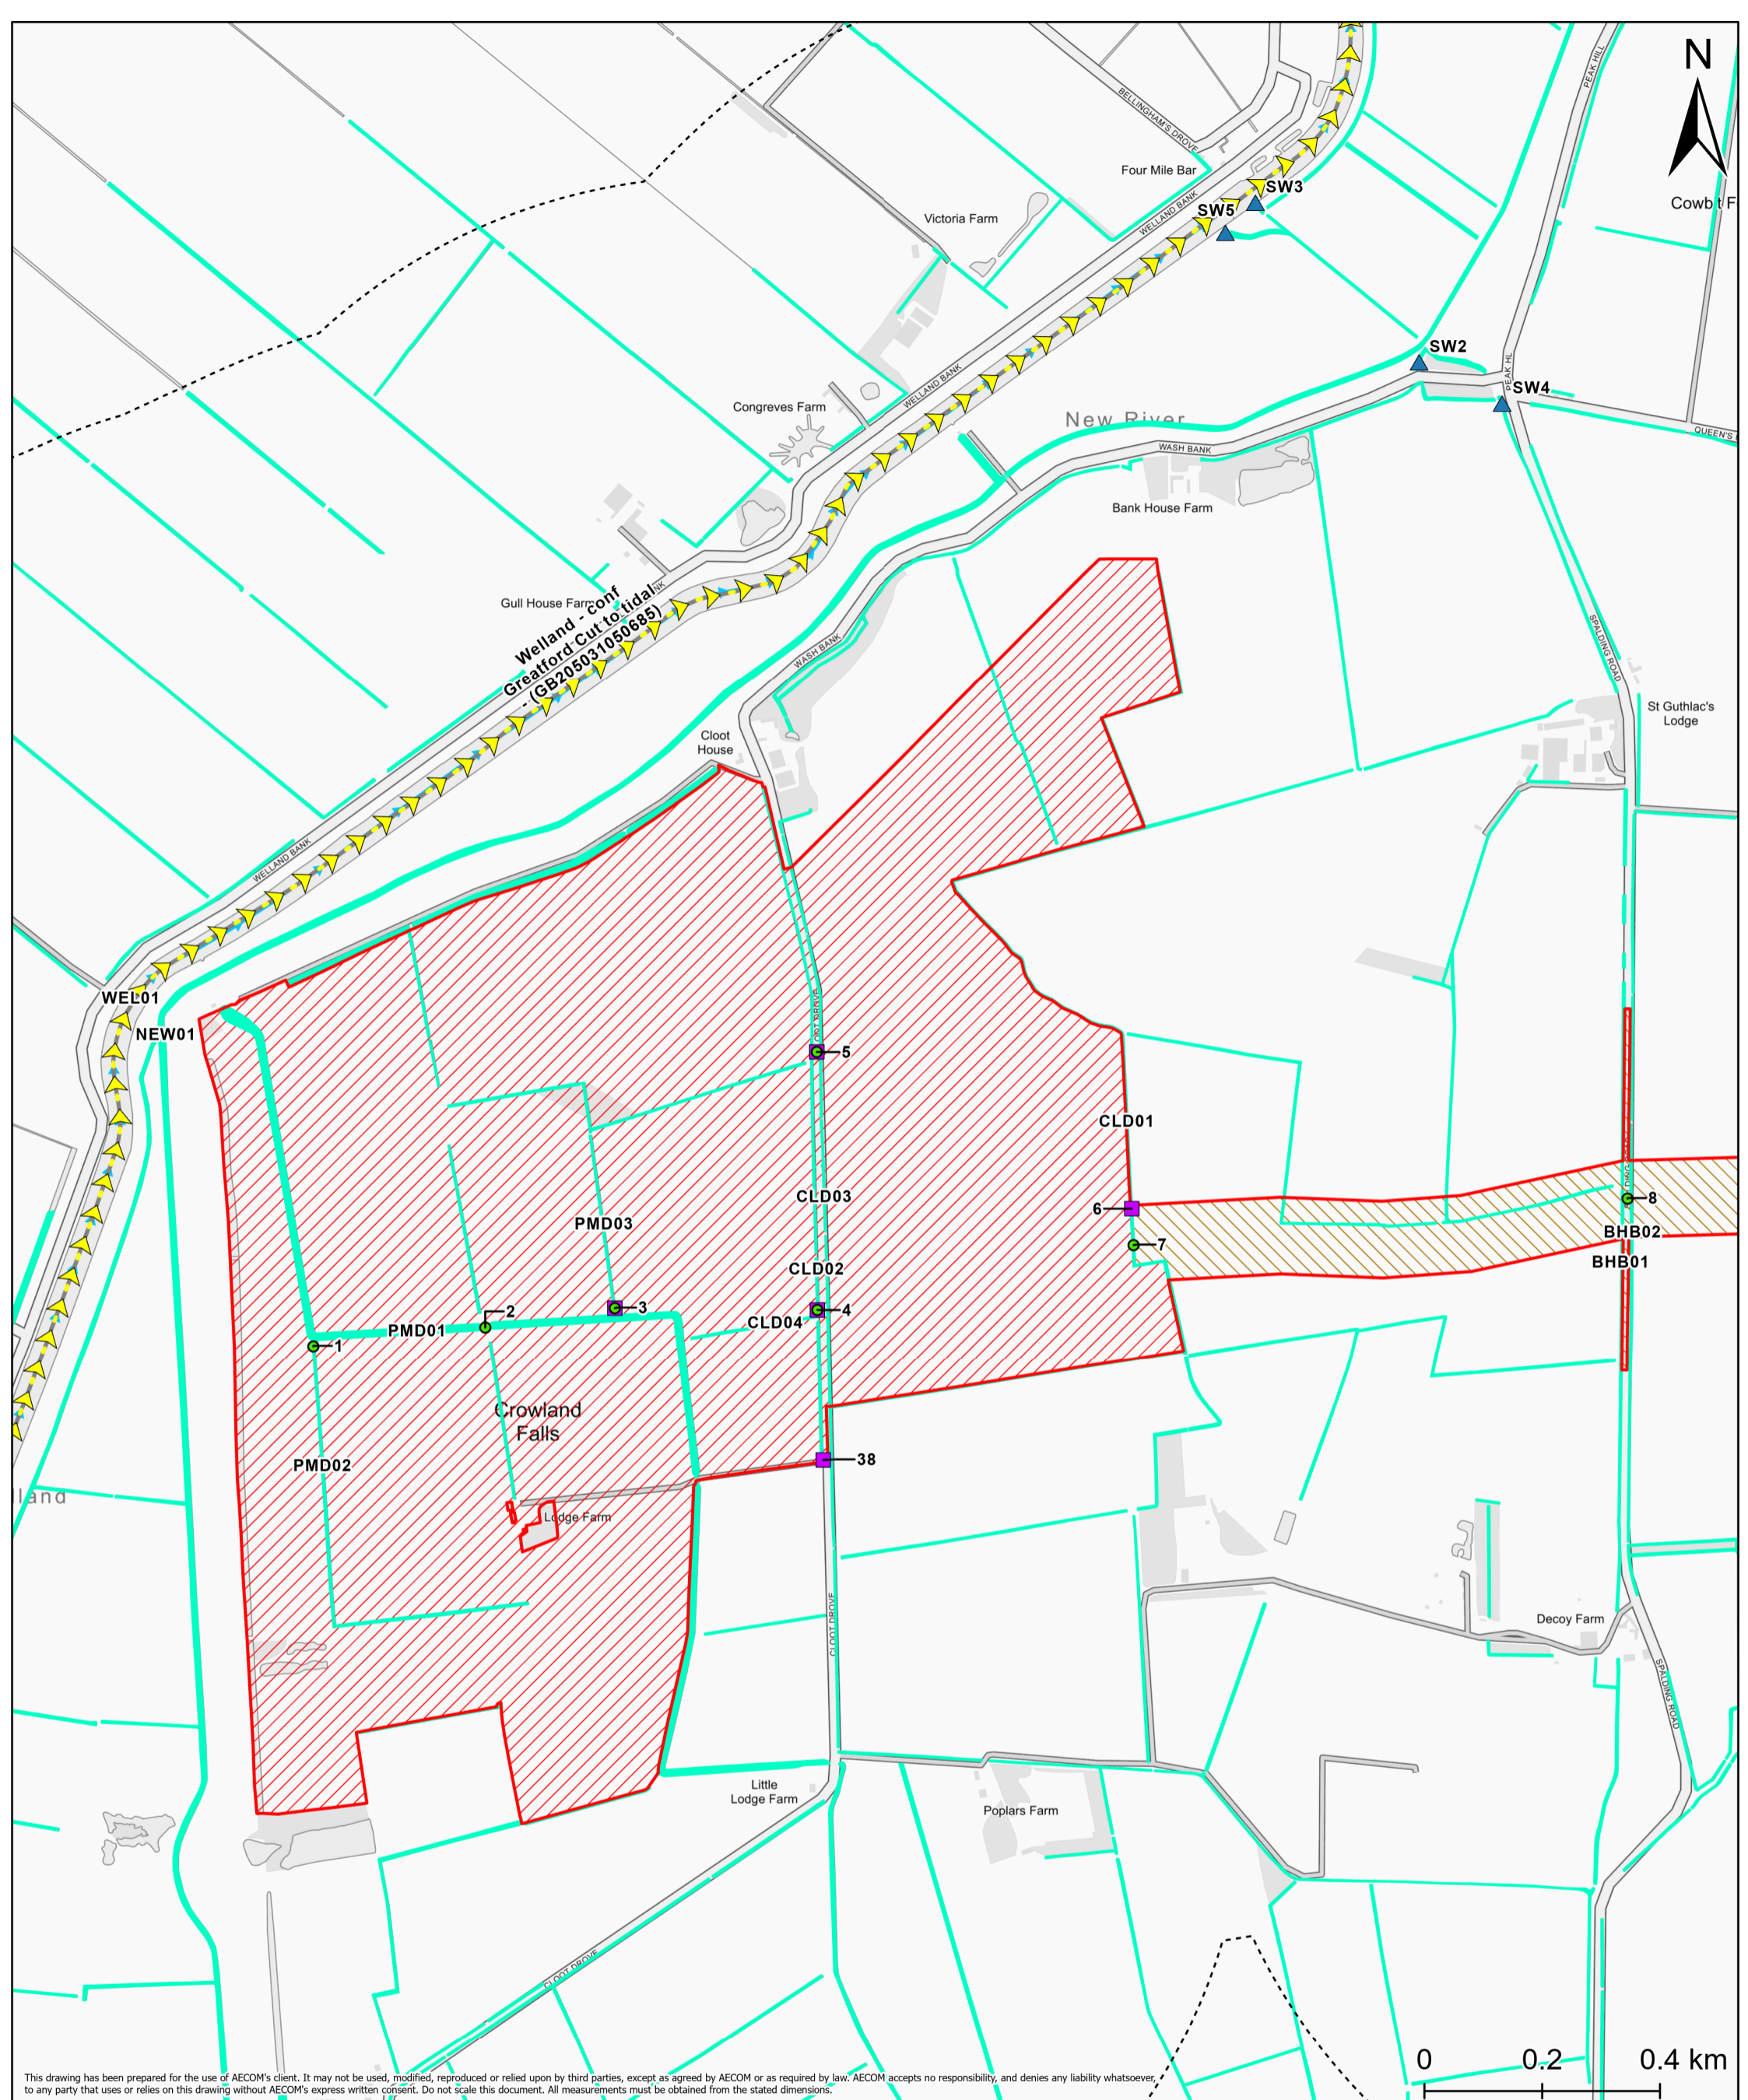 N
PEAK HILL
BELLINGHAM'S DROVE
Four Mile Bar
SW3
Cowbit F
Victoria Farm
SW5
WELLAND BANK
SW2
PEAK HL
SW4
WELLAND BANK
Congreves Farm
New River
QUEEN'S
WASH BANK
Bank House Farm
Gull House Farm
Welland - conf
Greatford Cut to tidal
- (GB205031050685)
WASH BANK
SPALDING ROAD
St Guthlac's
Lodge
Cloot
House
WELLAND BANK
WEL01
NEW01
5
CLD01
CLD03
6
8
PMD03
BHB02
7
BHB01
CLD02
3
4
2
CLD04
PMD01
1
Crowland
Falls
38
PMD02
lland
Lodge Farm
CLOOT DROVE
Decoy Farm
SPALDING ROAD
Little
Lodge Farm
Poplars Farm
CLOOT DROVE
0 0.2 0.4 km
This drawing has been prepared for the use of AECOM's client. It may not be used, modified, reproduced or relied upon by third parties, except as agreed by AECOM or as required by law. AECOM accepts no responsibility, and denies any liability whatsoever,
to any party that uses or relies on this drawing without AECOM's express written consent. Do not scale this document. All measurements must be obtained from the stated dimensions.